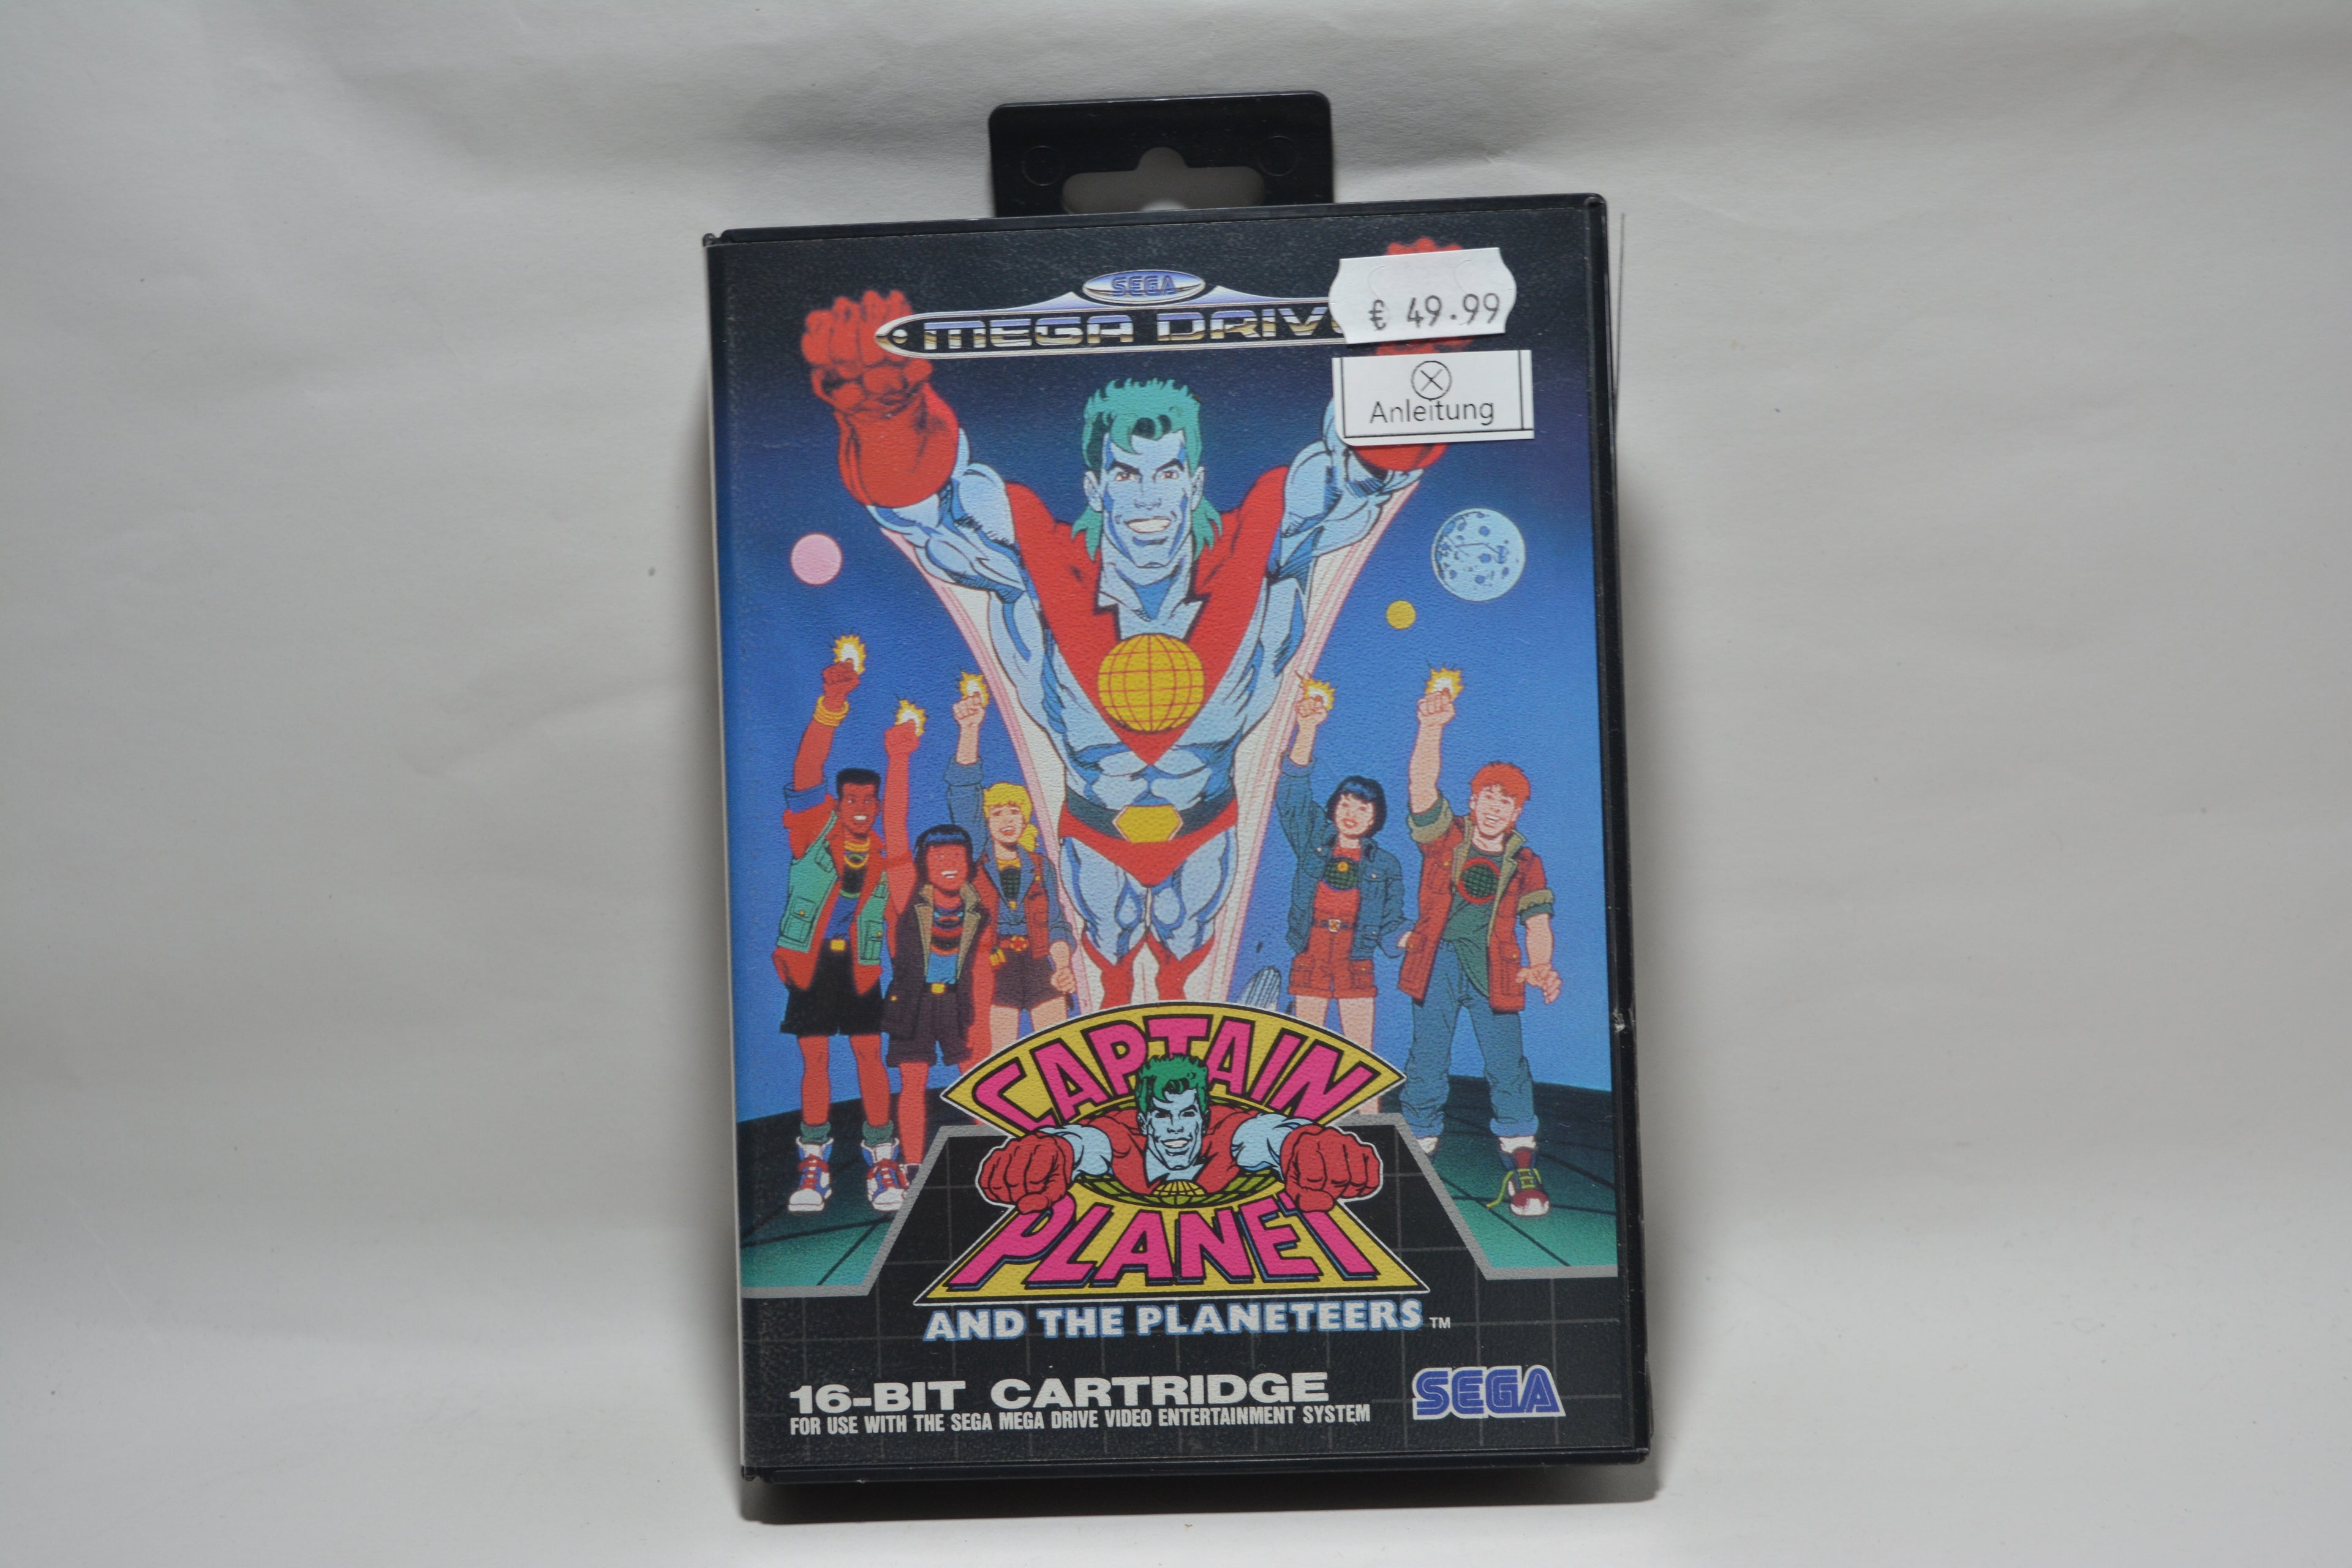 SEGA
MEGA DRIV
€ 49.99
Anleitung
CAPTAIN
PLANET
AND THE PLANETEERS™
16-BIT CARTRIDGE
FOR USE WITH THE SEGA MEGA DRIVE VIDEO ENTERTAINMENT SYSTEM
SEGA